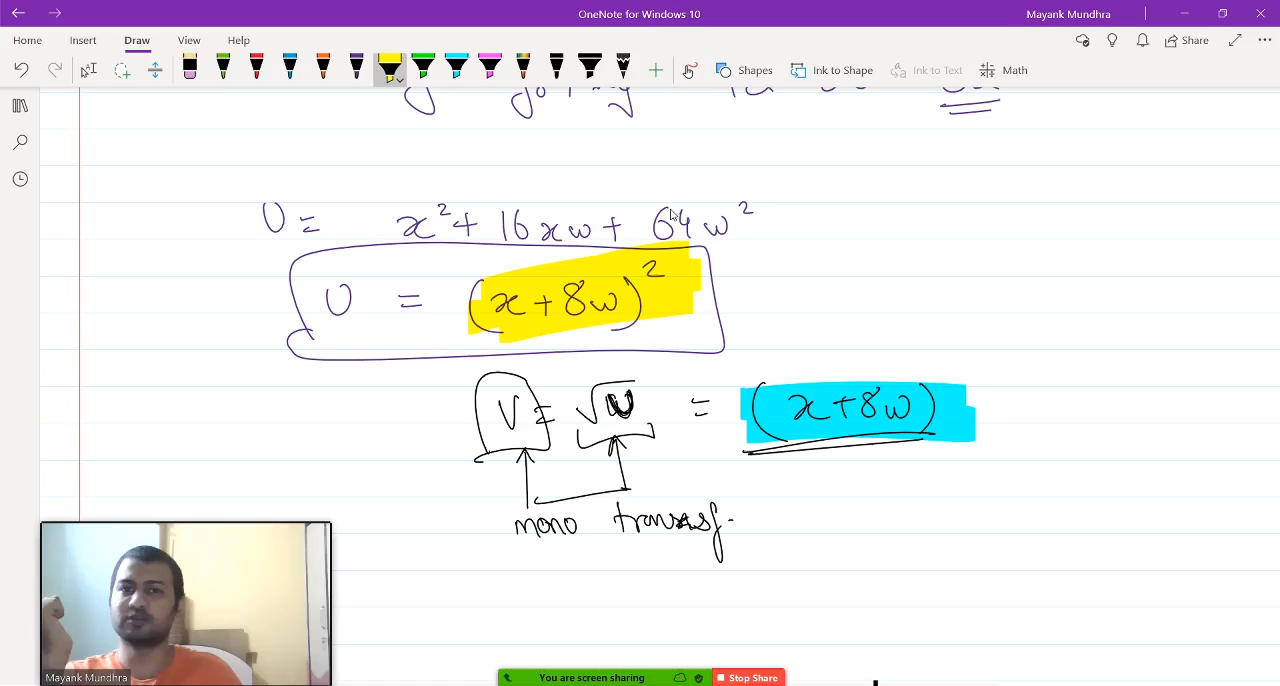 OneNote for Windows 10
Mayank Mundhra
Home Insert Draw View Help
Share
Shapes Ink to Shape Ink to Text Math
U = x² + 16xw + 64w²
U = (x+8w)²
V = √U = (x+8w)
mono transf.
Mayank Mundhra
You are screen sharing Stop Share